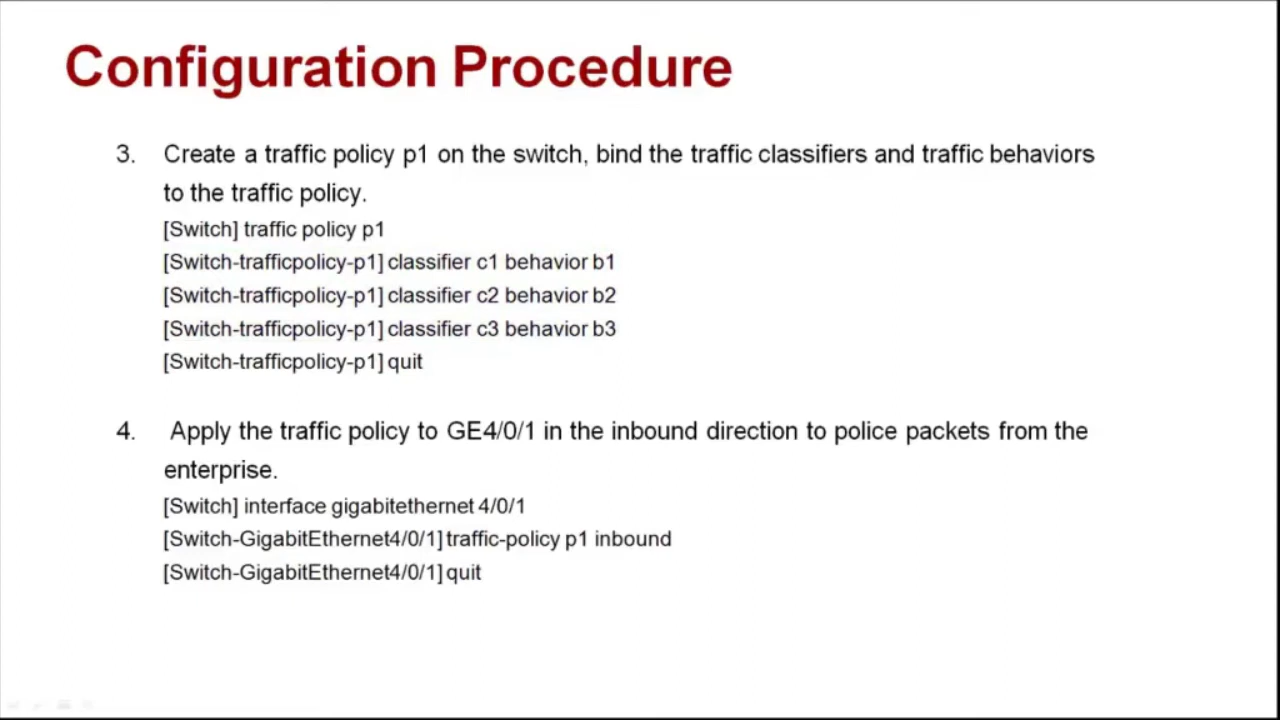 Configuration Procedure
3. Create a traffic policy p1 on the switch, bind the traffic classifiers and traffic behaviors
to the traffic policy.
[Switch] traffic policy p1
[Switch-trafficpolicy-p1] classifier c1 behavior b1
[Switch-trafficpolicy-p1] classifier c2 behavior b2
[Switch-trafficpolicy-p1] classifier c3 behavior b3
[Switch-trafficpolicy-p1] quit
4. Apply the traffic policy to GE4/0/1 in the inbound direction to police packets from the
enterprise.
[Switch] interface gigabitethernet 4/0/1
[Switch-GigabitEthernet4/0/1] traffic-policy p1 inbound
[Switch-GigabitEthernet4/0/1] quit